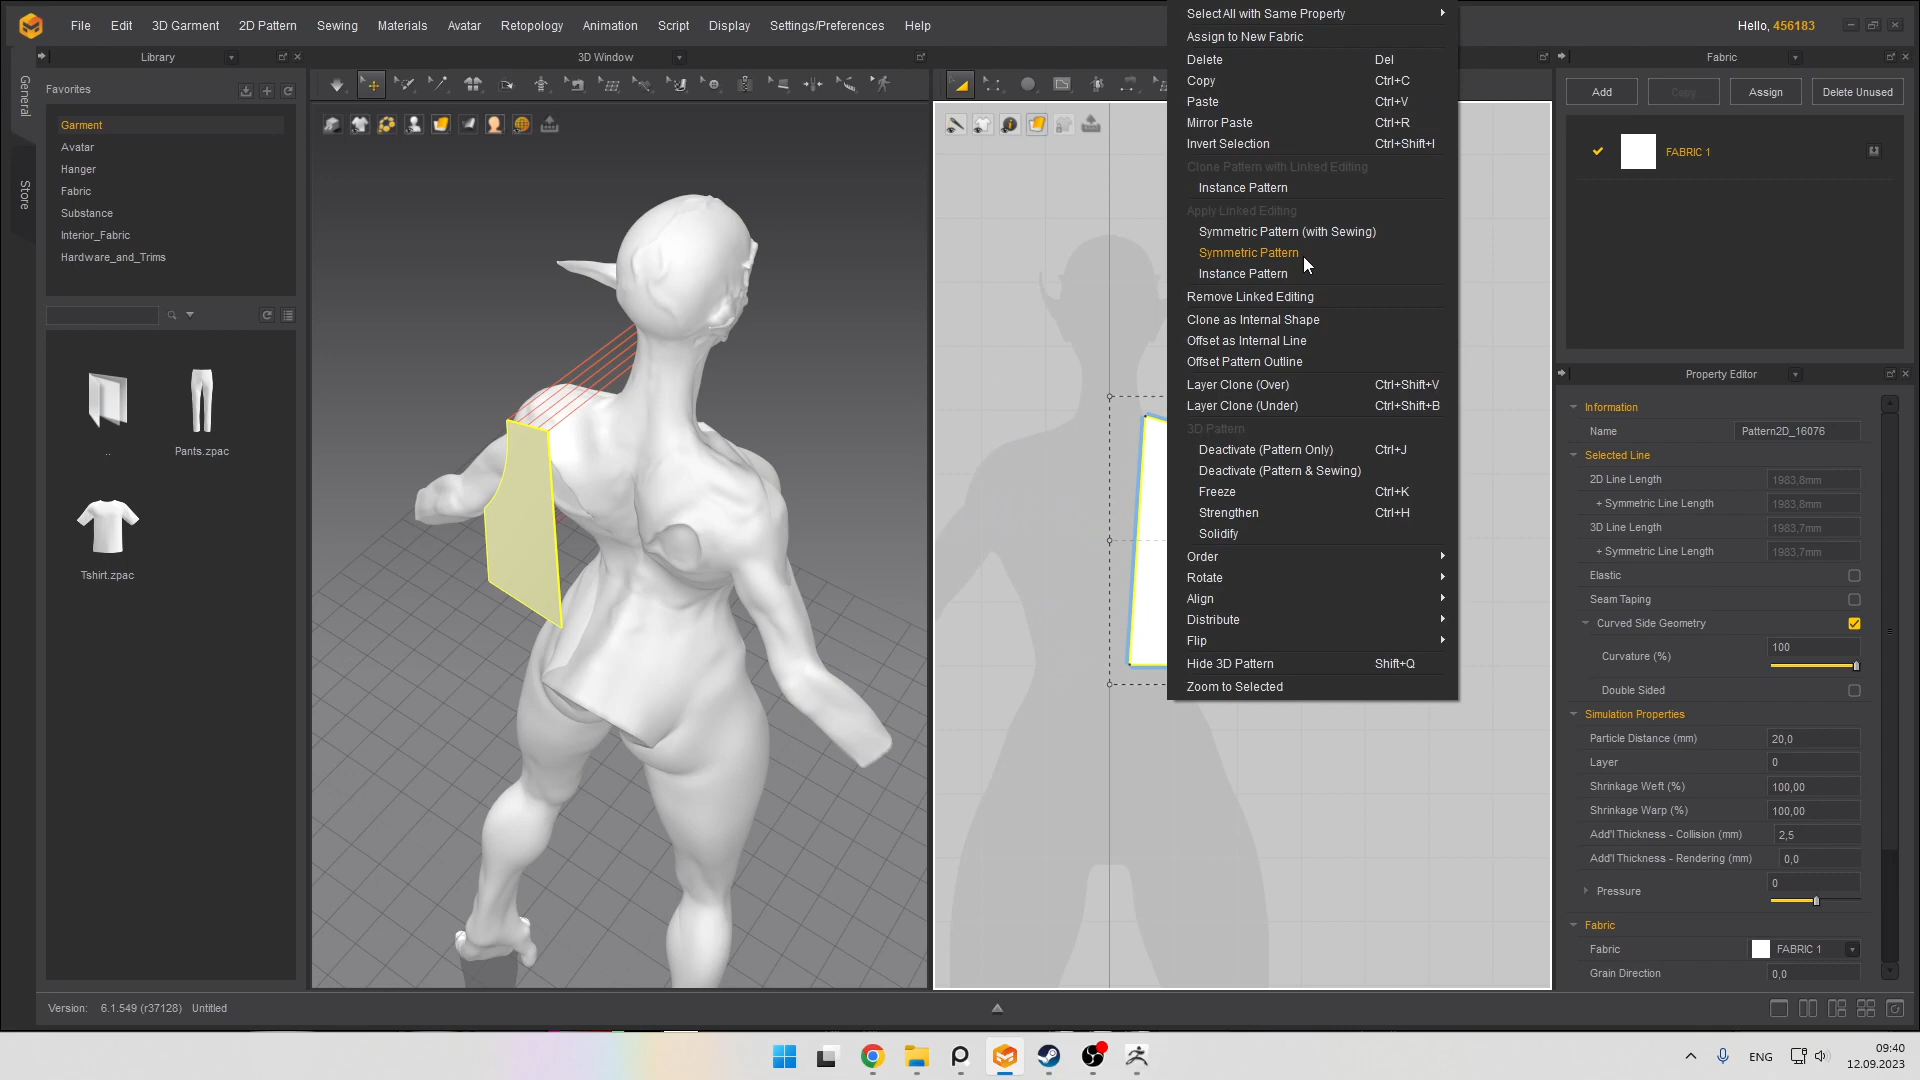 File Edit 3D Garment 2D Pattern Sewing Materials Avatar Retopology Animation Script Display Settings/Preferences Help
Hello, 456183
General
Store
Library
Favorites
Garment
Avatar
Hanger
Fabric
Substance
Interior_Fabric
Hardware_and_Trims
..
Pants.zpac
Tshirt.zpac
3D Window
Select All with Same Property
Assign to New Fabric
Delete Del
Copy Ctrl+C
Paste Ctrl+V
Mirror Paste Ctrl+R
Invert Selection Ctrl+Shift+I
Clone Pattern with Linked Editing
Instance Pattern
Apply Linked Editing
Symmetric Pattern (with Sewing)
Symmetric Pattern
Instance Pattern
Remove Linked Editing
Clone as Internal Shape
Offset as Internal Line
Offset Pattern Outline
Layer Clone (Over) Ctrl+Shift+V
Layer Clone (Under) Ctrl+Shift+B
3D Pattern
Deactivate (Pattern Only) Ctrl+J
Deactivate (Pattern & Sewing)
Freeze Ctrl+K
Strengthen Ctrl+H
Solidify
Order
Rotate
Align
Distribute
Flip
Hide 3D Pattern Shift+Q
Zoom to Selected
Fabric
Add Copy Assign Delete Unused
FABRIC 1
Property Editor
Information
Name Pattern2D_16076
Selected Line
2D Line Length 1983,8mm
+ Symmetric Line Length 1983,8mm
3D Line Length 1983,7mm
+ Symmetric Line Length 1983,7mm
Elastic
Seam Taping
Curved Side Geometry
Curvature (%) 100
Double Sided
Simulation Properties
Particle Distance (mm) 20,0
Layer 0
Shrinkage Weft (%) 100,00
Shrinkage Warp (%) 100,00
Add'l Thickness - Collision (mm) 2,5
Add'l Thickness - Rendering (mm) 0,0
Pressure 0
Fabric
Fabric FABRIC 1
Grain Direction 0,0
Version: 6.1.549 (r37128) Untitled
ENG
09:40
12.09.2023